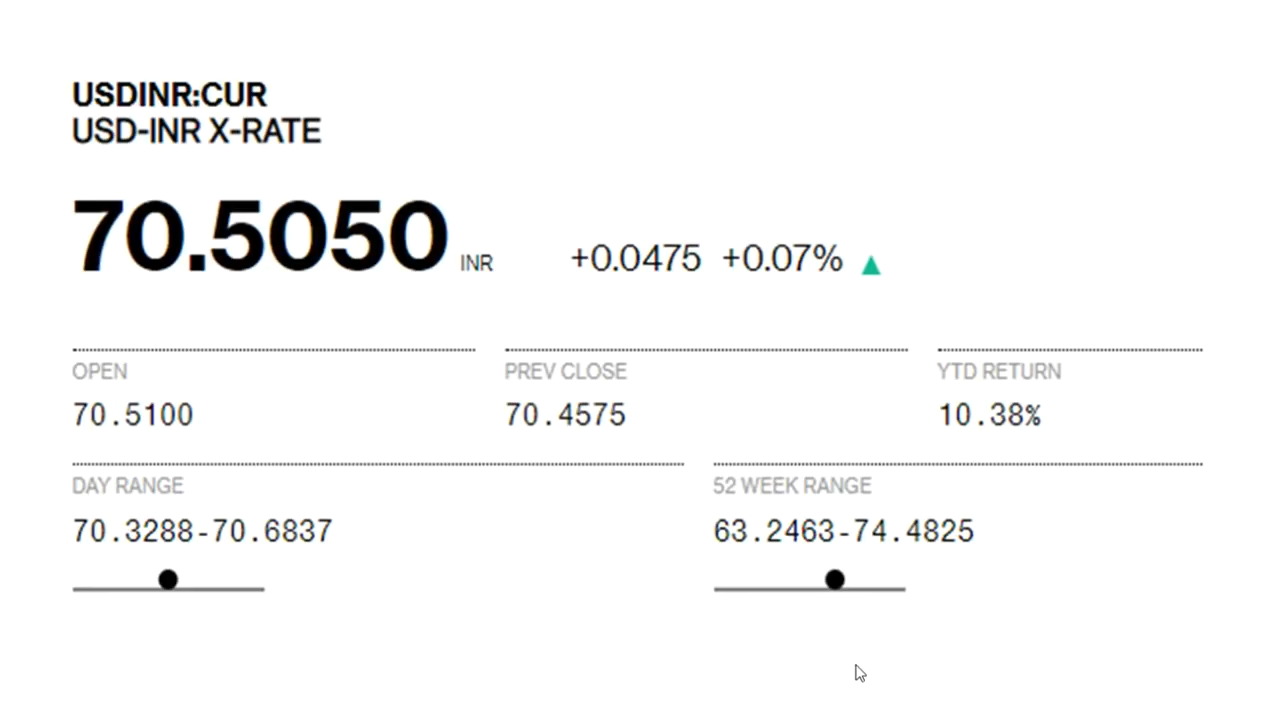 USDINR:CUR
USD-INR X-RATE
70.5050 INR +0.0475 +0.07%
OPEN PREV CLOSE YTD RETURN
70.5100 70.4575 10.38%
DAY RANGE 52 WEEK RANGE
70.3288-70.6837 63.2463-74.4825